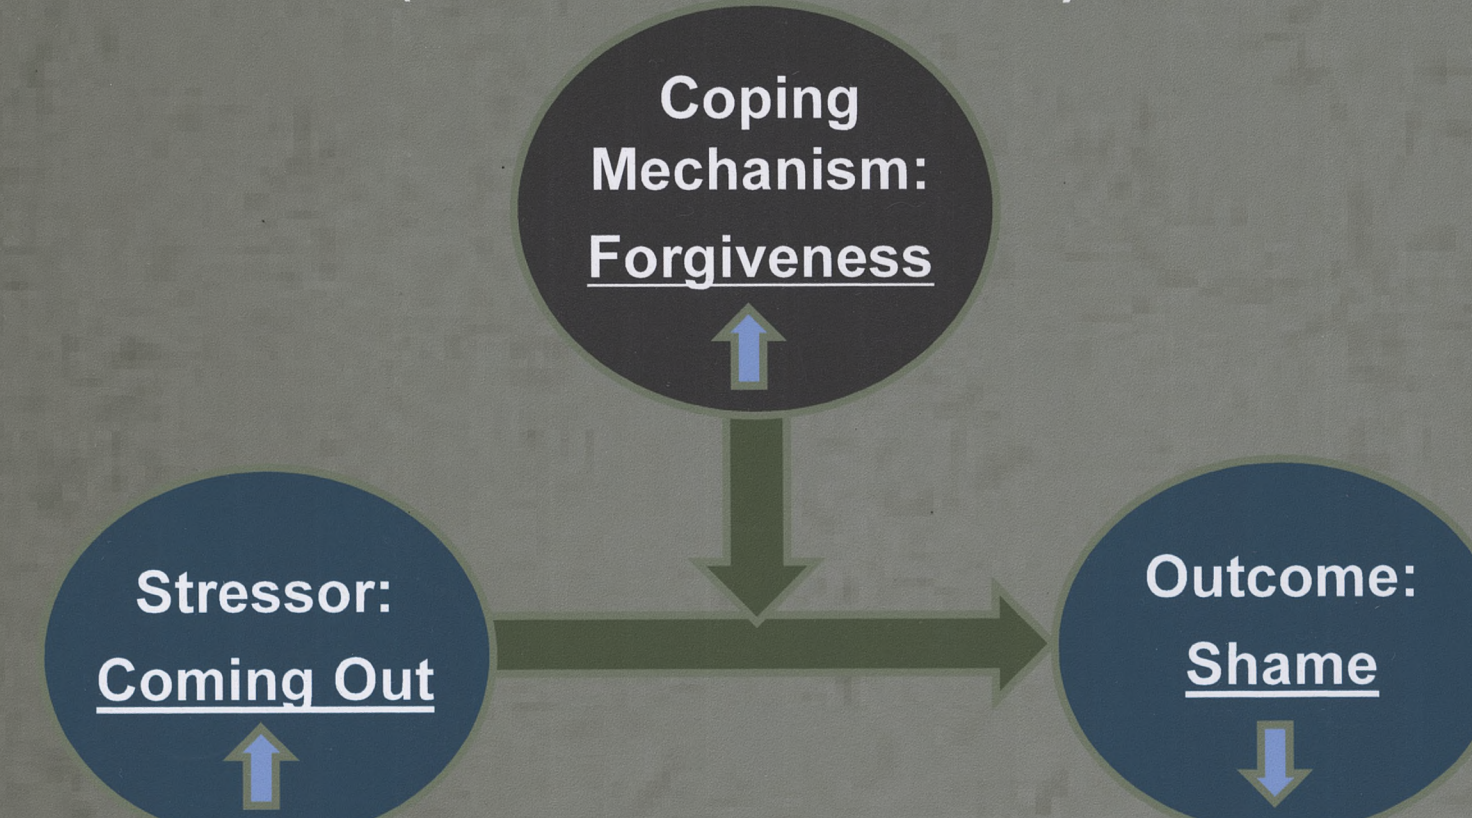 Coping
Mechanism:
Forgiveness
Stressor:
Coming Out
Outcome:
Shame